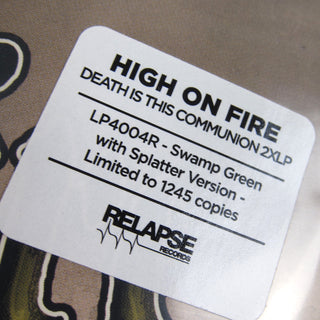 HIGH ON FIRE
DEATH IS THIS COMMUNION 2XLP
LP4004R - Swamp Green
with Splatter Version -
Limited to 1245 copies
RELAPSE
RECORDS